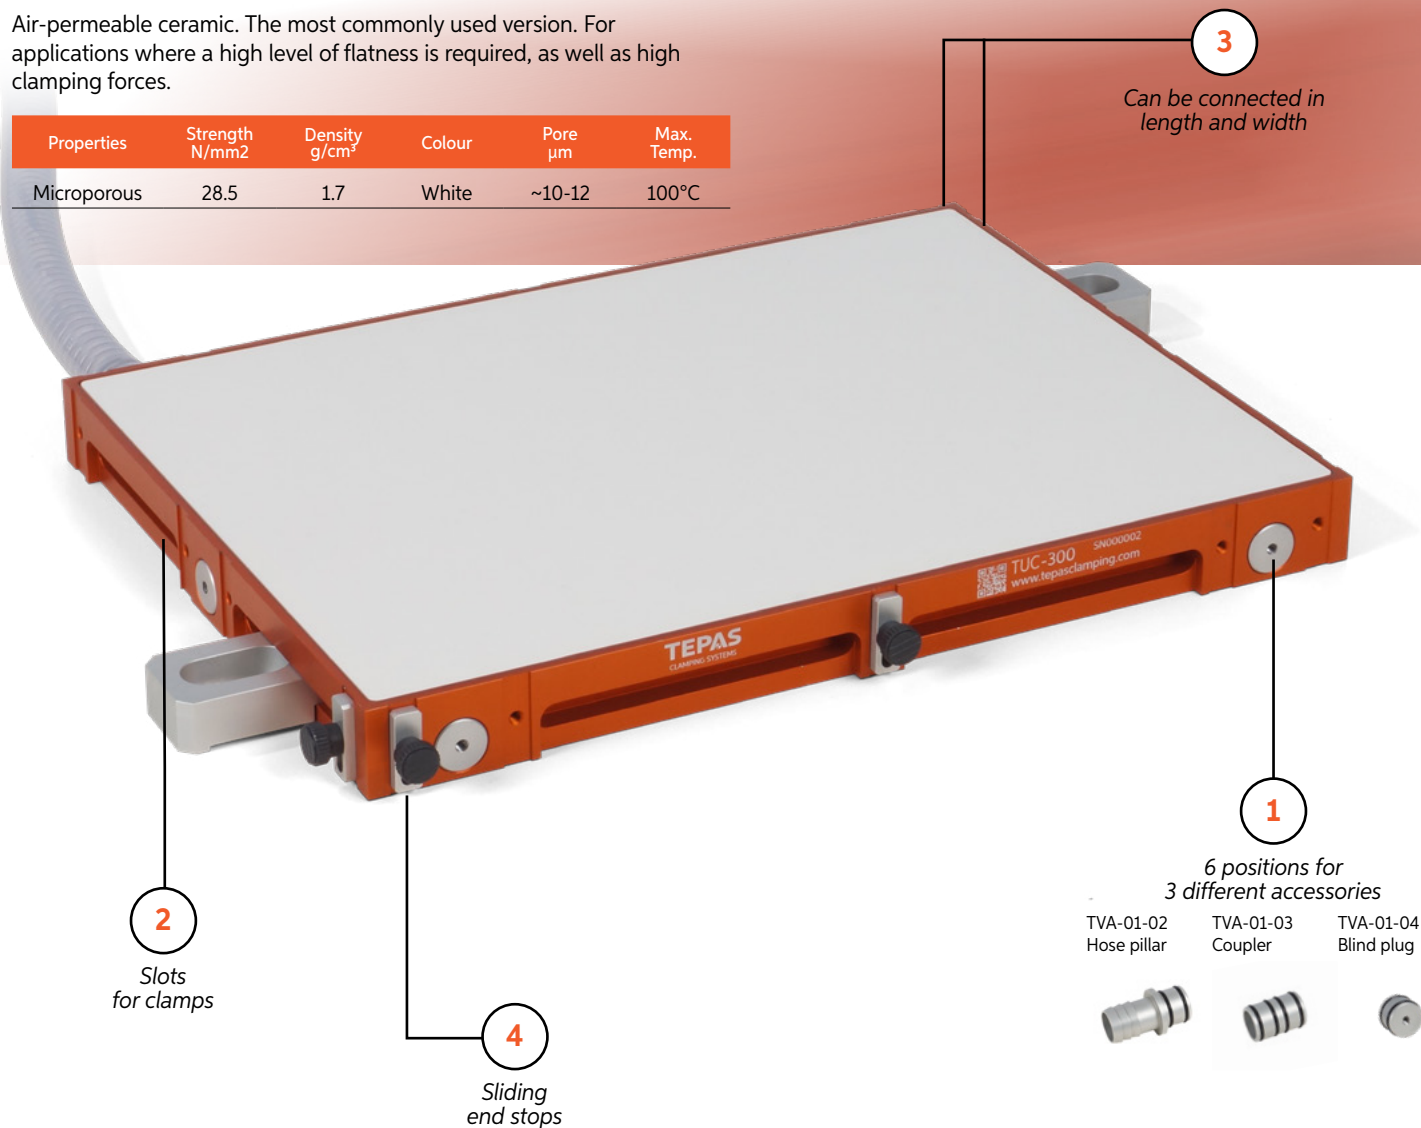 Air-permeable ceramic. The most commonly used version. For
applications where a high level of flatness is required, as well as high
clamping forces.
Properties Strength N/mm2 Density g/cm³ Colour Pore µm Max. Temp.
Microporous 28.5 1.7 White ~10-12 100°C
3
Can be connected in
length and width
TUC-300 SN000002
www.tepasclamping.com
TEPAS
CLAMPING SYSTEMS
1
6 positions for
3 different accessories
TVA-01-02 TVA-01-03 TVA-01-04
Hose pillar Coupler Blind plug
2
Slots
for clamps
4
Sliding
end stops